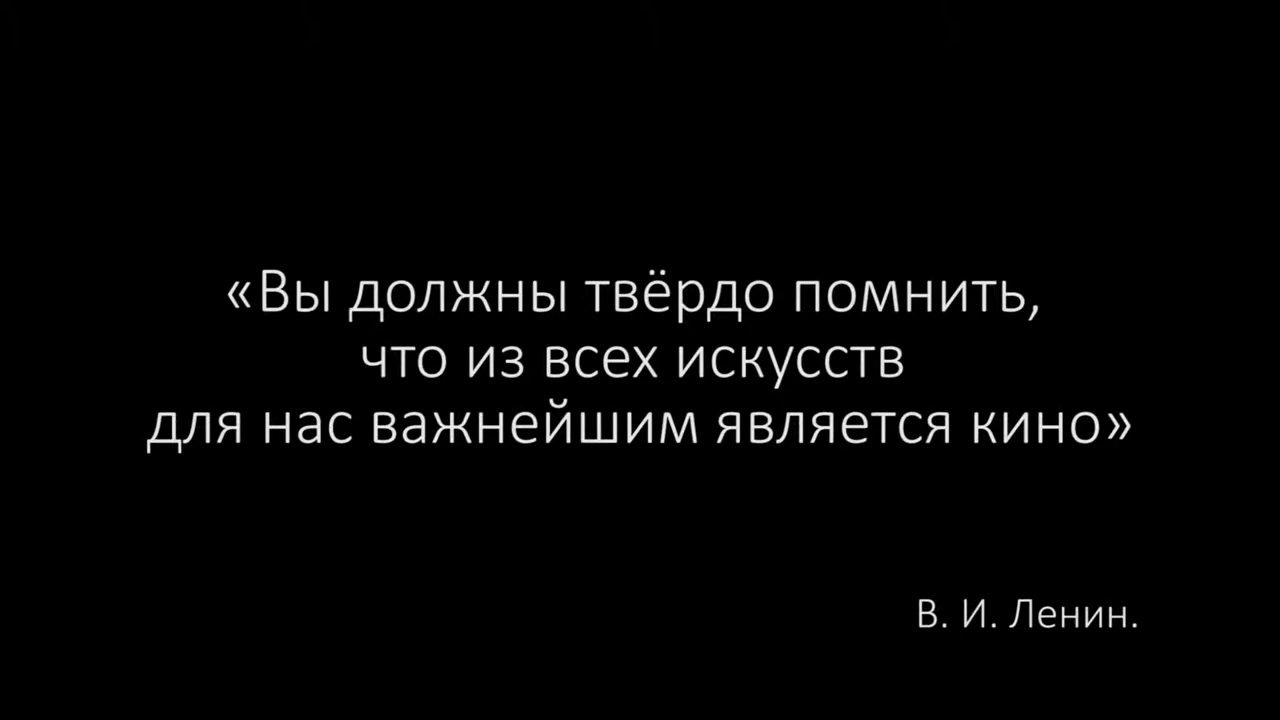 «Вы должны твёрдо помнить,
что из всех искусств
для нас важнейшим является кино»
В. И. Ленин.